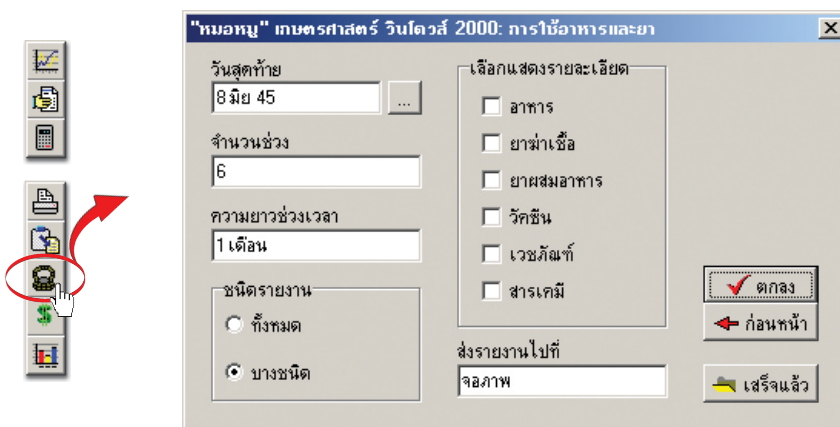 "หมอหมู" เกษตรศาสตร์ วินโดวส์ 2000: การใช้อาหารและยา
วันสุดท้าย
8 มิย 45
...
จำนวนช่วง
6
ความยาวช่วงเวลา
1 เดือน
ชนิดรายงาน
ทั้งหมด
บางชนิด
เลือกแสดงรายละเอียด
อาหาร
ยาฆ่าเชื้อ
ยาผสมอาหาร
วัคซีน
เวชภัณฑ์
สารเคมี
ส่งรายงานไปที่
จอภาพ
ตกลง
ก่อนหน้า
เสร็จแล้ว